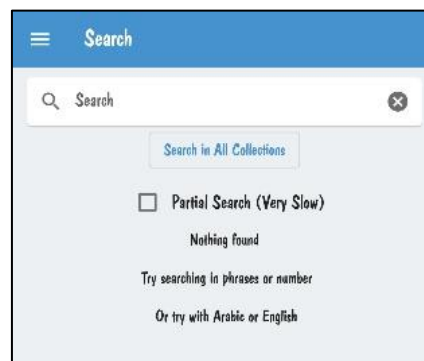 Search
Search
Search in All Collections
Partial Search (Very Slow)
Nothing found
Try searching in phrases or number
Or try with Arabic or English